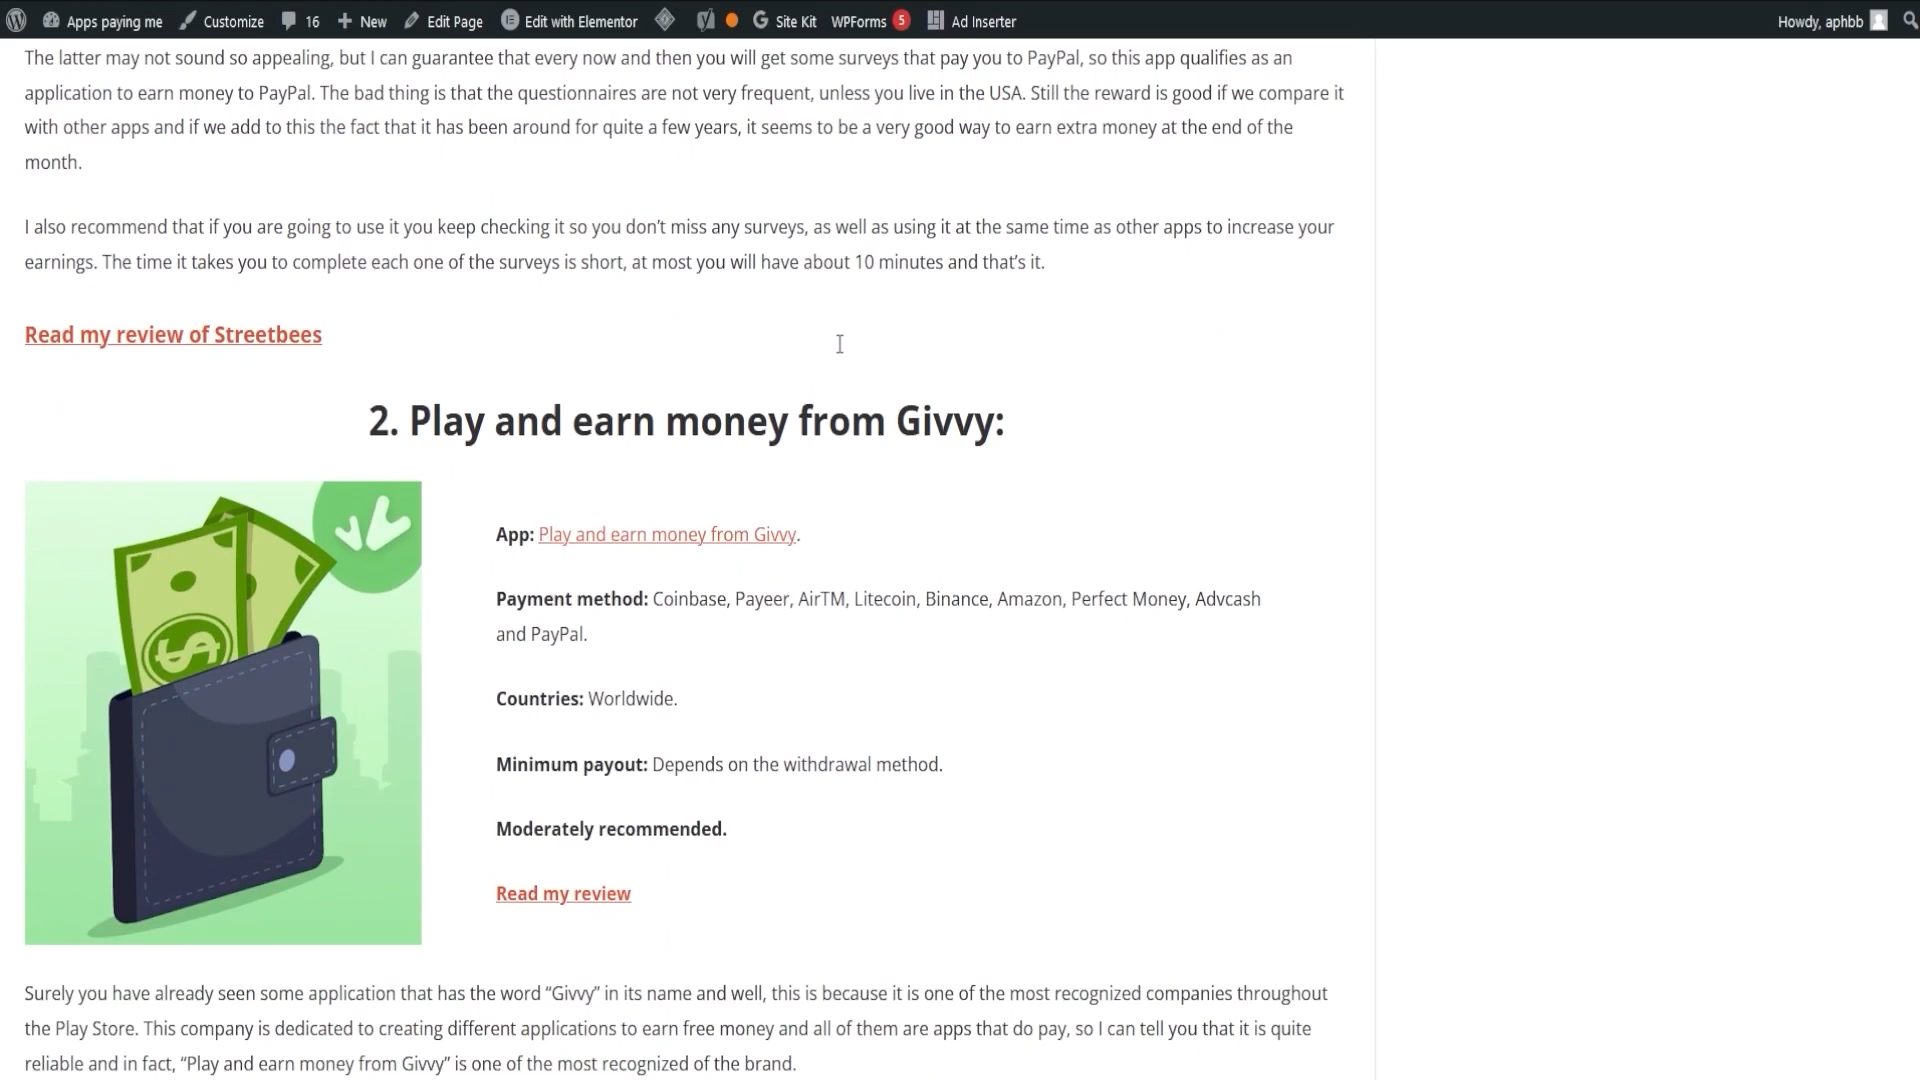 Apps paying me Customize 16 New Edit Page Edit with Elementor Site Kit WPForms 5 Ad Inserter Howdy, aphbb
The latter may not sound so appealing, but I can guarantee that every now and then you will get some surveys that pay you to PayPal, so this app qualifies as an
application to earn money to PayPal. The bad thing is that the questionnaires are not very frequent, unless you live in the USA. Still the reward is good if we compare it
with other apps and if we add to this the fact that it has been around for quite a few years, it seems to be a very good way to earn extra money at the end of the
month.
I also recommend that if you are going to use it you keep checking it so you don’t miss any surveys, as well as using it at the same time as other apps to increase your
earnings. The time it takes you to complete each one of the surveys is short, at most you will have about 10 minutes and that’s it.
Read my review of Streetbees
2. Play and earn money from Givvy:
App: Play and earn money from Givvy.
Payment method: Coinbase, Payeer, AirTM, Litecoin, Binance, Amazon, Perfect Money, Advcash
and PayPal.
Countries: Worldwide.
Minimum payout: Depends on the withdrawal method.
Moderately recommended.
Read my review
Surely you have already seen some application that has the word “Givvy” in its name and well, this is because it is one of the most recognized companies throughout
the Play Store. This company is dedicated to creating different applications to earn free money and all of them are apps that do pay, so I can tell you that it is quite
reliable and in fact, “Play and earn money from Givvy” is one of the most recognized of the brand.